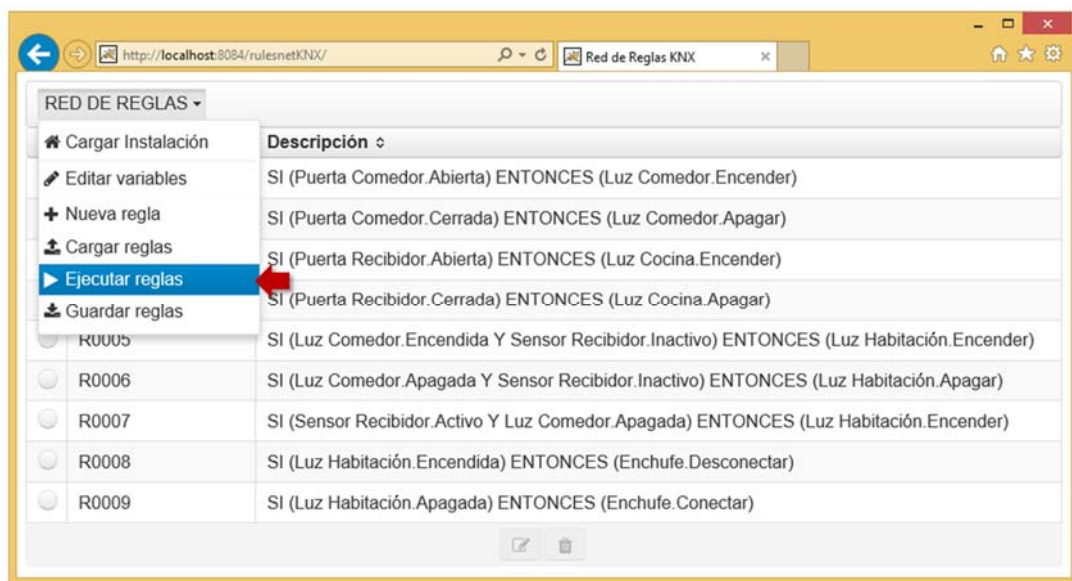 http://localhost:8084/rulesnetKNX/
Red de Reglas KNX
RED DE REGLAS
Cargar Instalación
Editar variables
Nueva regla
Cargar reglas
Ejecutar reglas
Guardar reglas
Descripción
SI (Puerta Comedor.Abierta) ENTONCES (Luz Comedor.Encender)
SI (Puerta Comedor.Cerrada) ENTONCES (Luz Comedor.Apagar)
SI (Puerta Recibidor.Abierta) ENTONCES (Luz Cocina.Encender)
SI (Puerta Recibidor.Cerrada) ENTONCES (Luz Cocina.Apagar)
R0005 SI (Luz Comedor.Encendida Y Sensor Recibidor.Inactivo) ENTONCES (Luz Habitación.Encender)
R0006 SI (Luz Comedor.Apagada Y Sensor Recibidor.Inactivo) ENTONCES (Luz Habitación.Apagar)
R0007 SI (Sensor Recibidor.Activo Y Luz Comedor.Apagada) ENTONCES (Luz Habitación.Encender)
R0008 SI (Luz Habitación.Encendida) ENTONCES (Enchufe.Desconectar)
R0009 SI (Luz Habitación.Apagada) ENTONCES (Enchufe.Conectar)